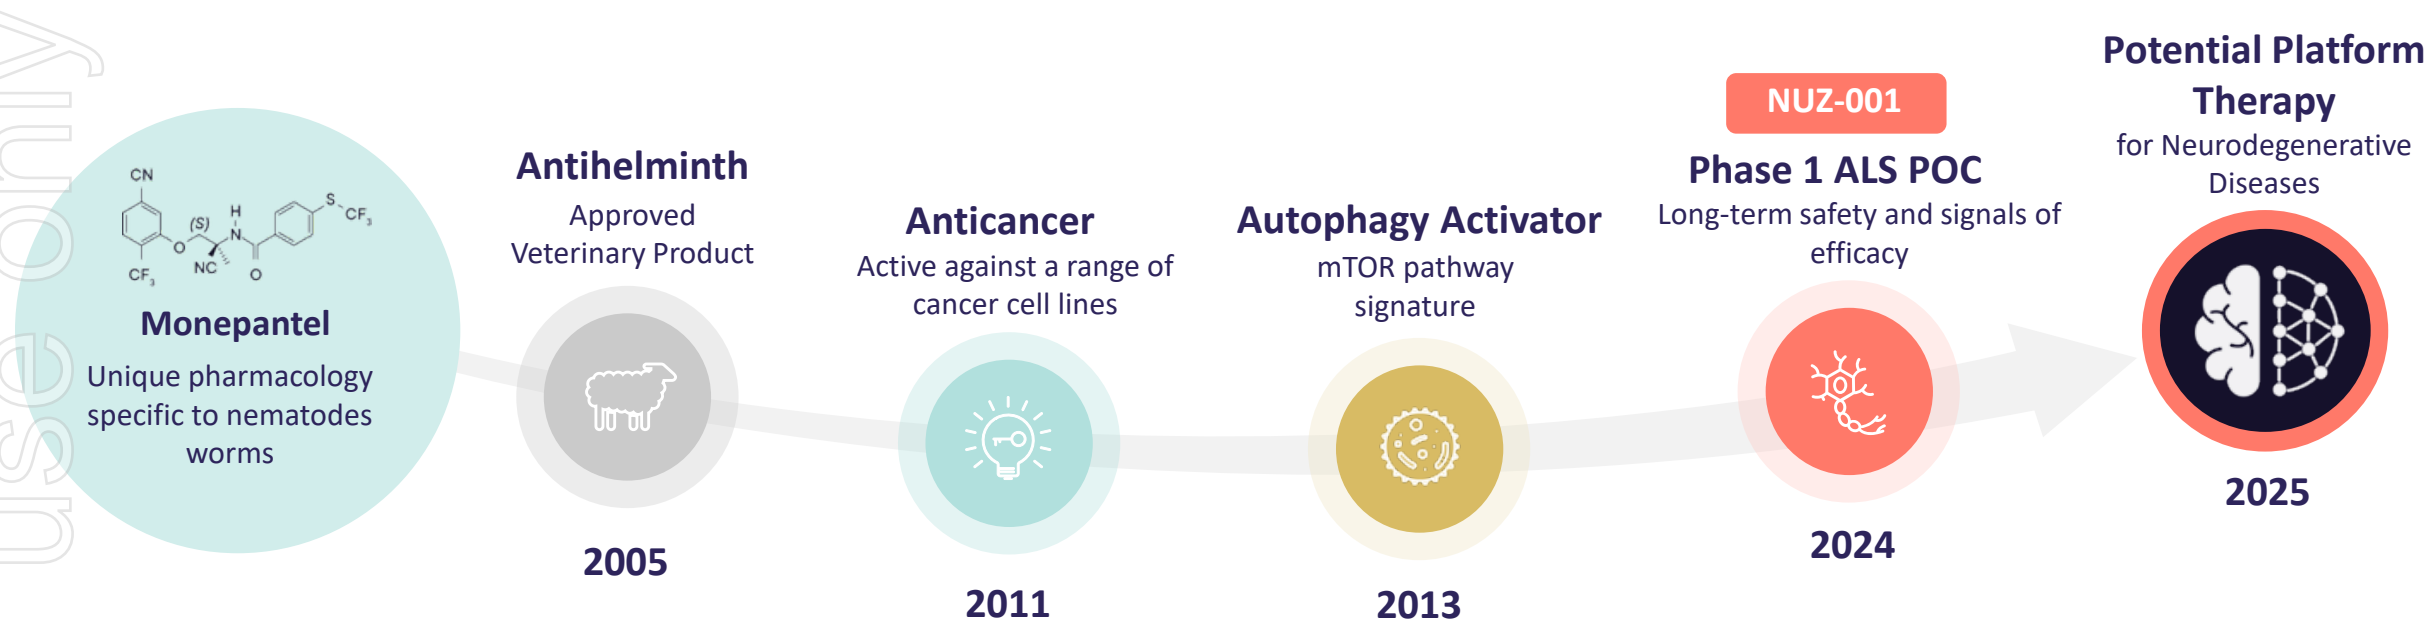 use only
CN
(S)
H
N
S
CF3
O
NC
O
CF3
Monepantel
Unique pharmacology
specific to nematodes
worms
Antihelminth
Approved
Veterinary Product
2005
Anticancer
Active against a range of
cancer cell lines
2011
Autophagy Activator
mTOR pathway
signature
2013
NUZ-001
Phase 1 ALS POC
Long-term safety and signals of
efficacy
2024
Potential Platform
Therapy
for Neurodegenerative
Diseases
2025